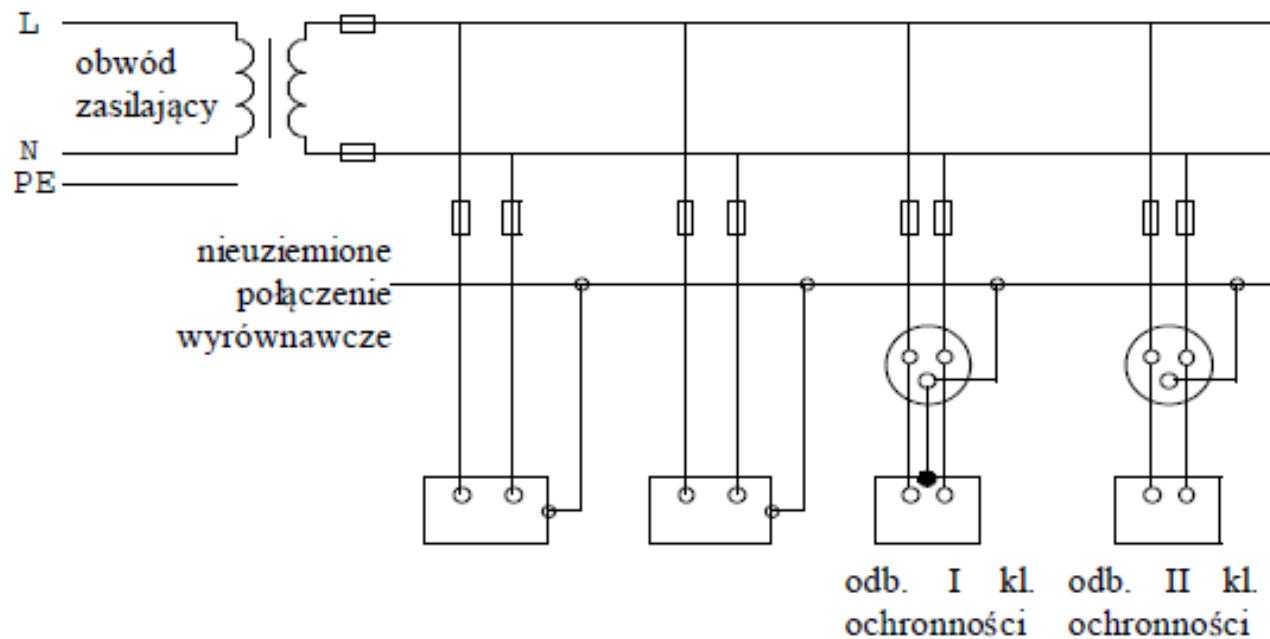 L
obwód
zasilający
N
PE
nieuziemione
połączenie
wyrównawcze
odb. I kl.
ochronności
odb. II kl.
ochronności